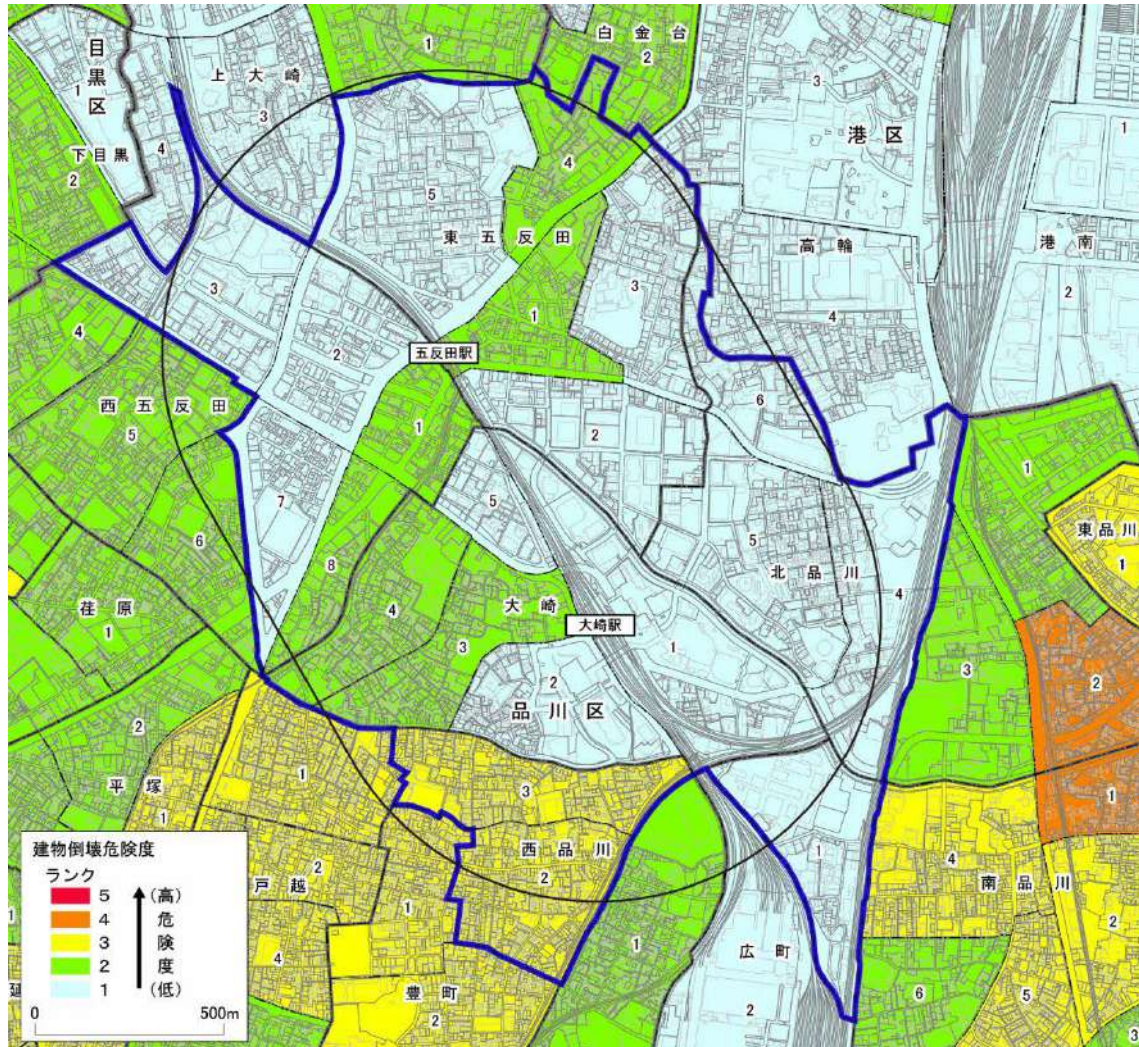 白金台
2
1
目黒区
1
上大崎
3
4
下目黒
2
3
港区
1
4
5
東五反田
高輪
港南
3
2
3
4
1
4
2
五反田駅
西五反田
5
6
1
2
1
5
東品川
1
7
6
5
北品川
8
4
荏原
1
4
大崎
大崎駅
3
1
3
2
2
品川区
2
平塚
1
1
3
1
西品川
2
4
南品川
2
戸越
2
1
1
1
4
広町
豊町
2
2
6
5
3
建物倒壊危険度
ランク
5 (高)
4 危
3 険
2 度
1 (低)
0 500m